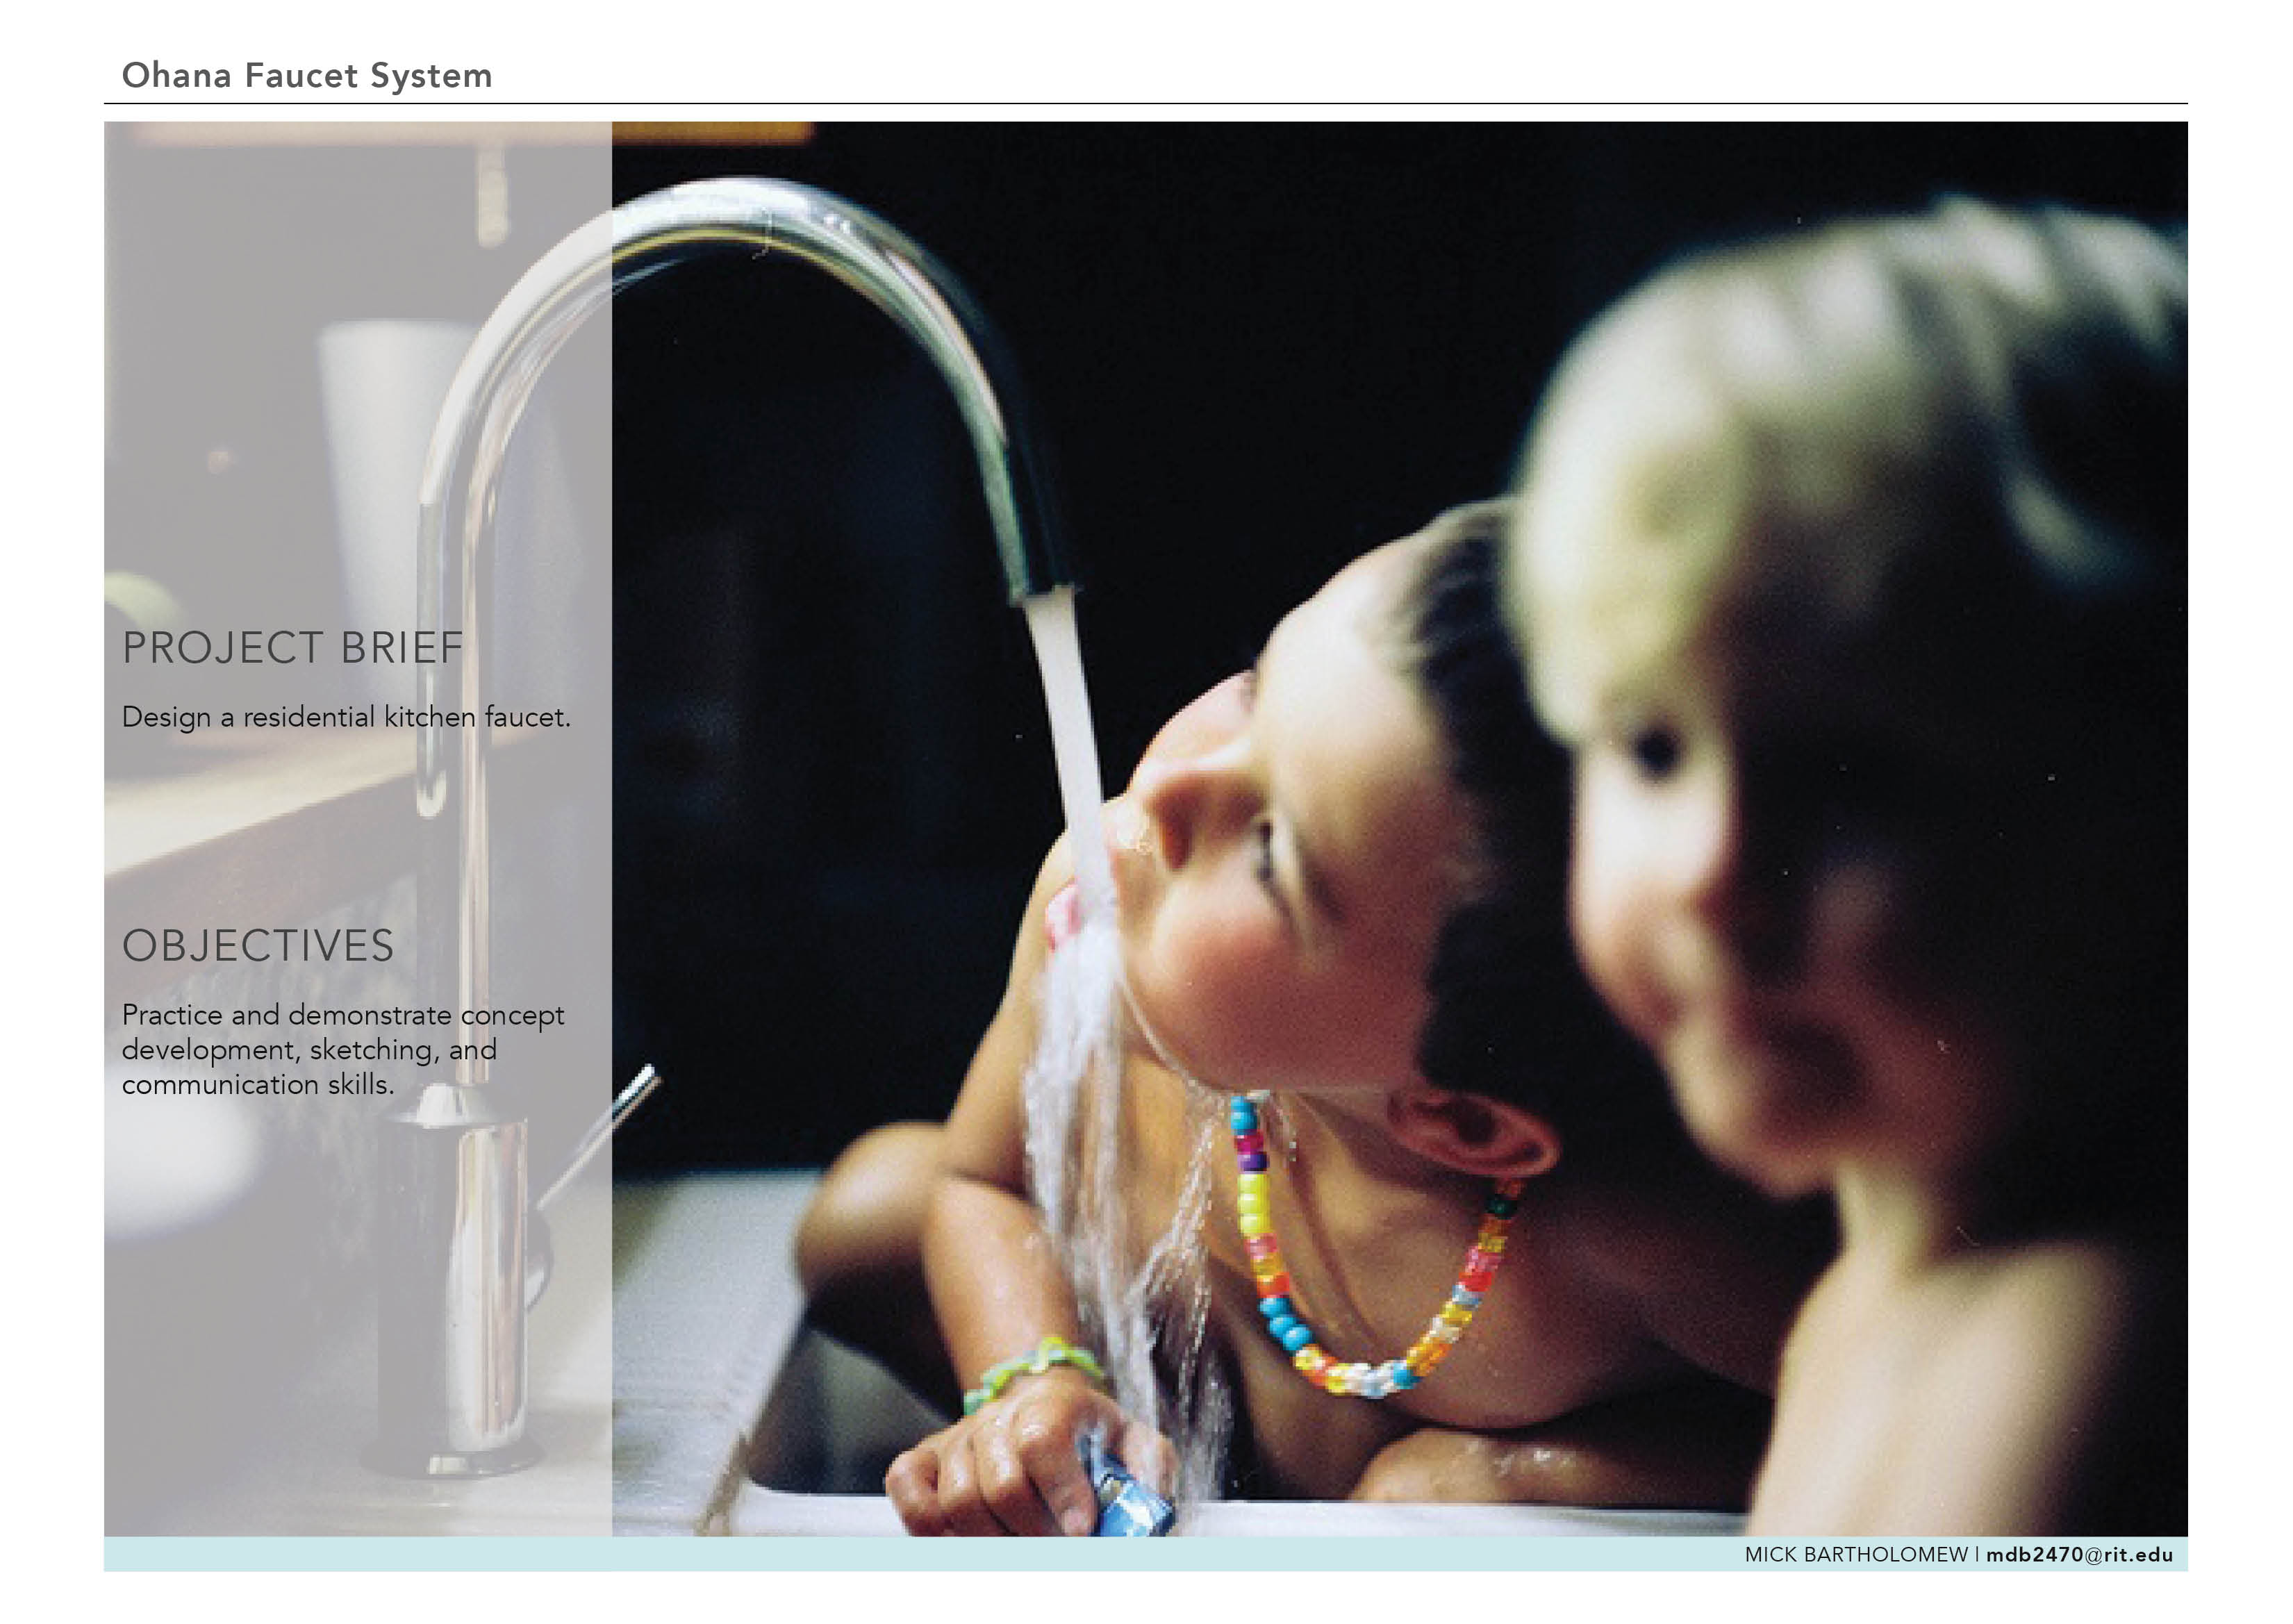 Ohana Faucet System
PROJECT BRIEF
Design a residential kitchen faucet.
OBJECTIVES
Practice and demonstrate concept
development, sketching, and
communication skills.
MICK BARTHOLOMEW | mdb2470@rit.edu